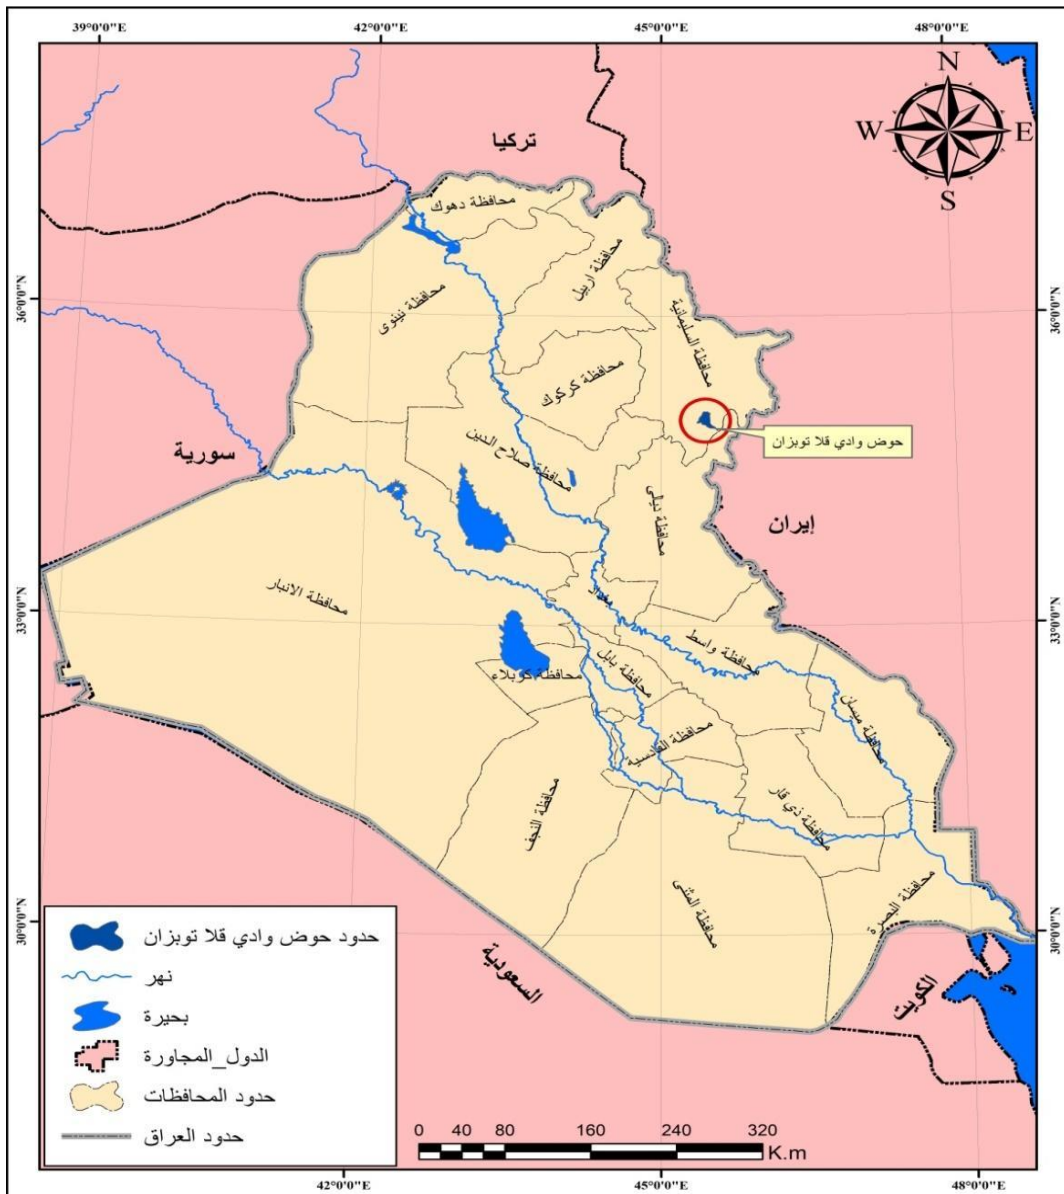 39°0'0"E
42°0'0"E
45°0'0"E
48°0'0"E
N
W
E
S
تركيا
محافظة دهوك
محافظة اربيل
محافظة نينوى
محافظة السليمانية
محافظة كركوك
حوض وادي قلا توبزان
سورية
محافظة صلاح الدين
محافظة ديالى
إيران
محافظة الانبار
بغداد
محافظة واسط
محافظة بابل
محافظة كربلاء
محافظة القادسية
محافظة ميسان
محافظة النجف
محافظة ذي قار
محافظة المثنى
محافظة البصرة
السعودية
الكويت
36°0'0"N
36°0'0"N
33°0'0"N
33°0'0"N
30°0'0"N
30°0'0"N
حدود حوض وادي قلا توبزان
نهر
بحيرة
الدول_المجاورة
حدود المحافظات
حدود العراق
0 40 80 160 240 320
K.m
42°0'0"E
45°0'0"E
48°0'0"E